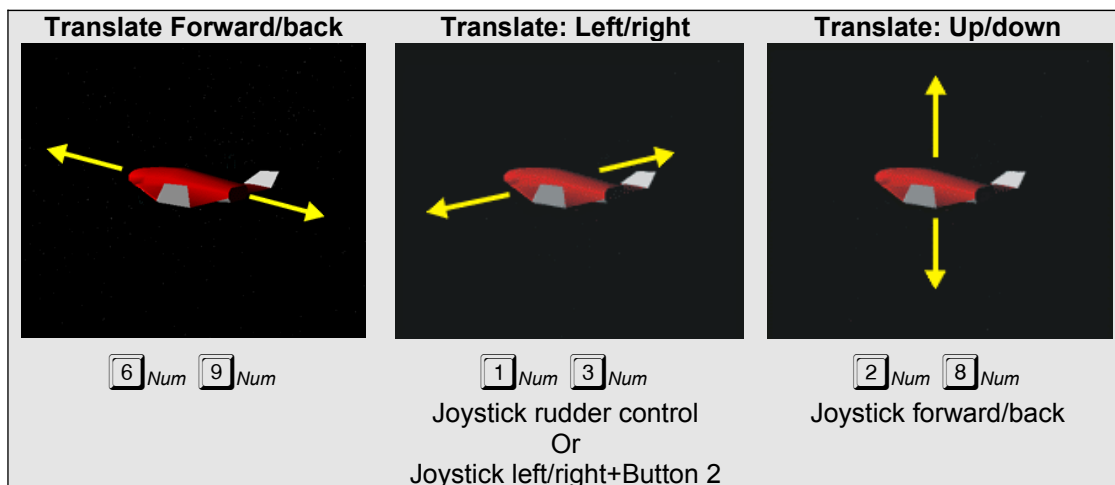 Translate Forward/back
Translate: Left/right
Translate: Up/down
6 Num 9 Num
1 Num 3 Num
2 Num 8 Num
Joystick rudder control
Or
Joystick left/right+Button 2
Joystick forward/back